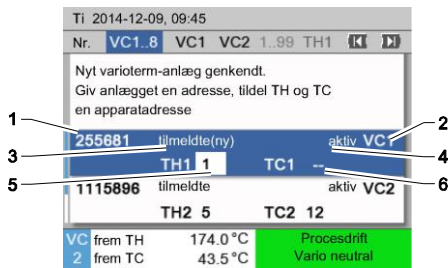 Ti 2014-12-09, 09:45
Nr. VC1..8 VC1 VC2 1..99 TH1
Nyt varioterm-anlæg genkendt.
Giv anlægget en adresse, tildel TH og TC
en apparatadresse
1
2
255681 tilmeldte(ny) aktiv VC1
3
4
TH1 1 TC1 --
5
6
1115896 tilmeldte aktiv VC2
TH2 5 TC2 12
VC frem TH 174.0 °C Procesdrift
2 frem TC 43.5 °C Vario neutral